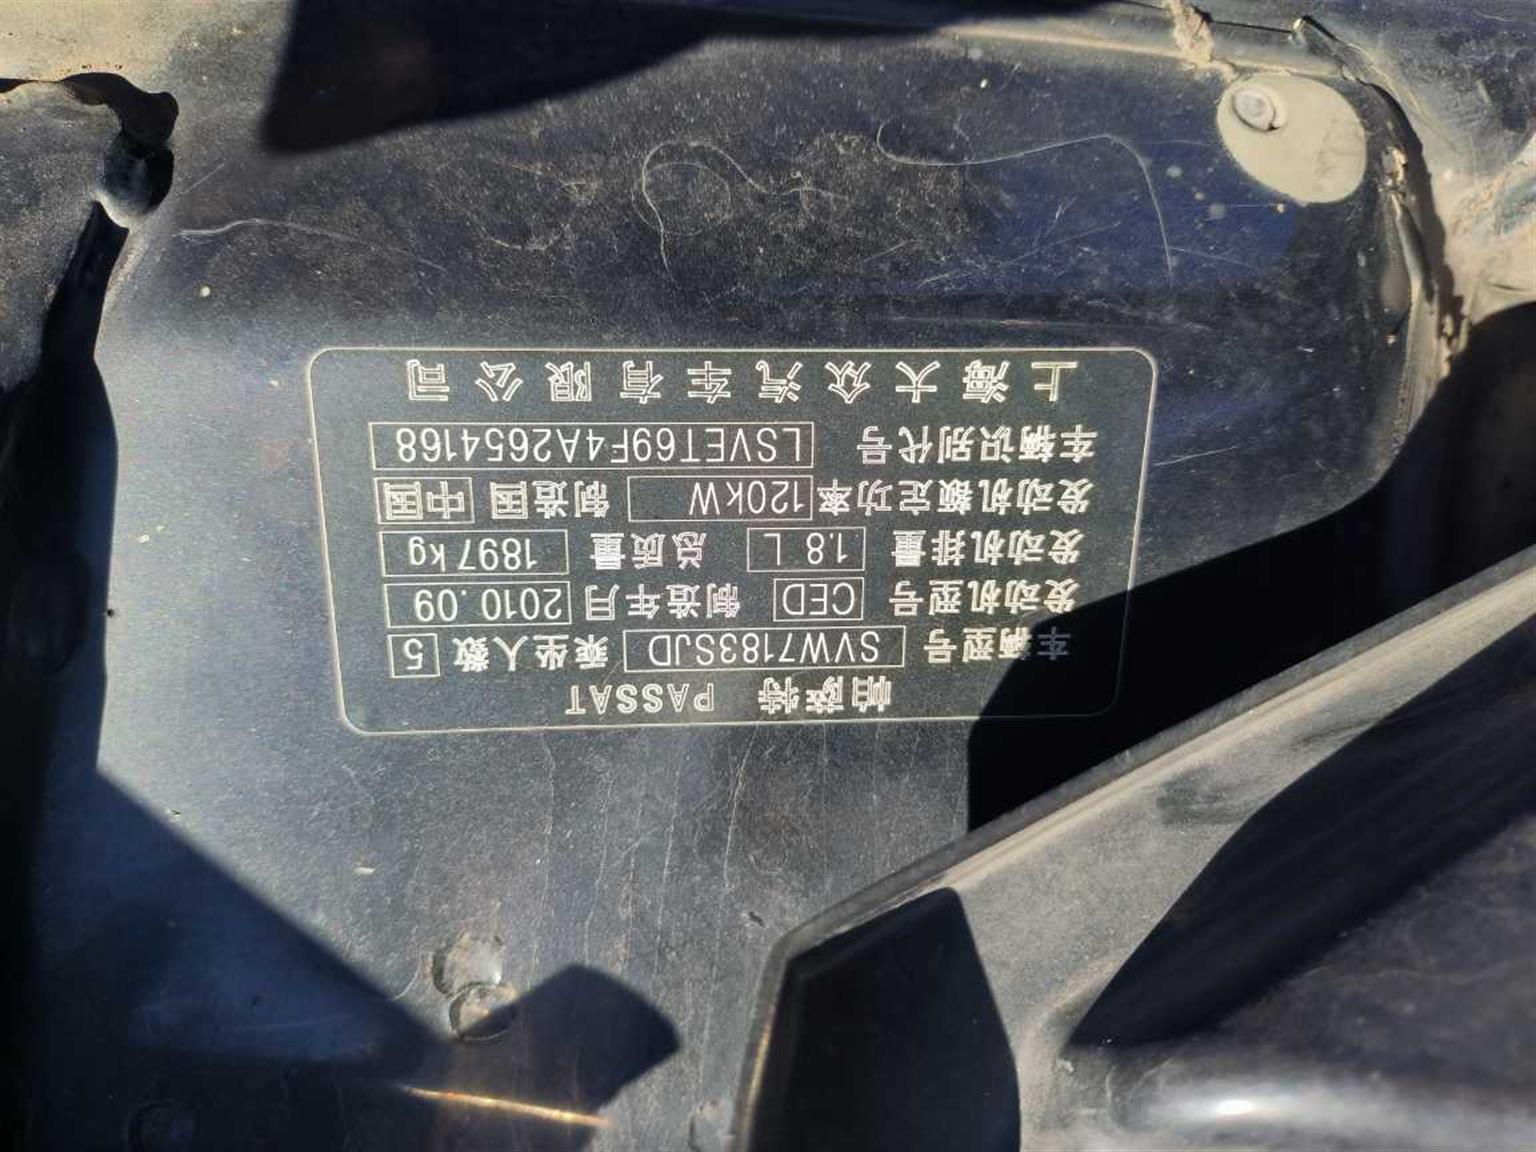 帕萨特 PASSAT
车辆型号 SVW7183SJD 乘坐人数 5
发动机型号 CED 制造年月 2010.09
发动机排量 1.8 L 总质量 1897kg
发动机额定功率 120kW 制造国 中国
车辆识别代号 LSVET69F4A2654168
上海大众汽车有限公司